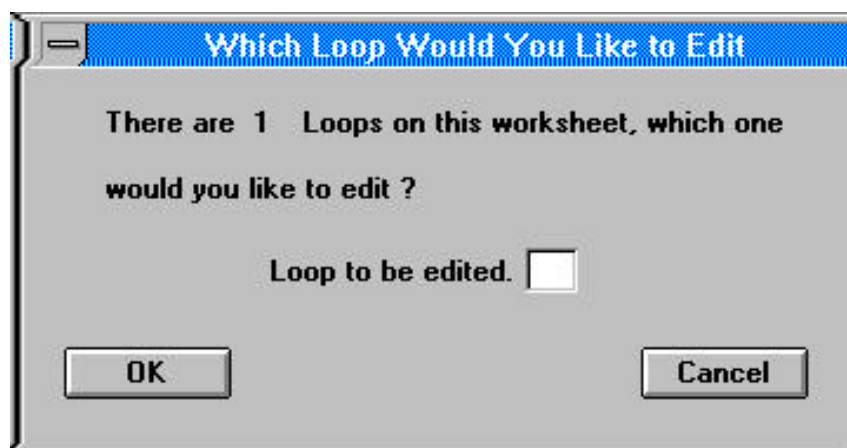 Which Loop Would You Like to Edit
There are 1 Loops on this worksheet, which one
would you like to edit ?
Loop to be edited.
OK
Cancel